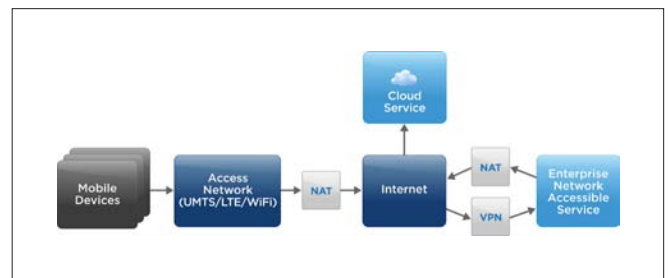 Cloud
Service
Mobile
Devices
Access
Network
(UMTS/LTE/WiFi)
NAT
Internet
NAT
VPN
Enterprise
Network
Accessible
Service